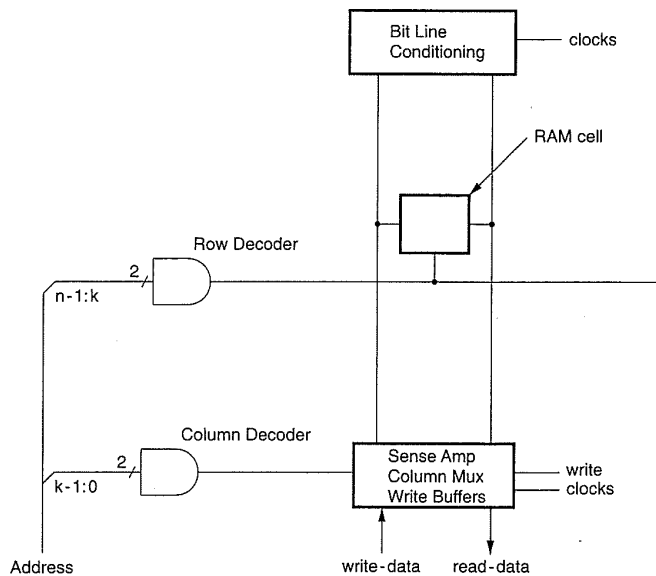 Bit Line
Conditioning
clocks
RAM cell
Row Decoder
2
n-1:k
Column Decoder
2
k-1:0
Sense Amp
Column Mux
Write Buffers
write
clocks
Address
write-data
read-data